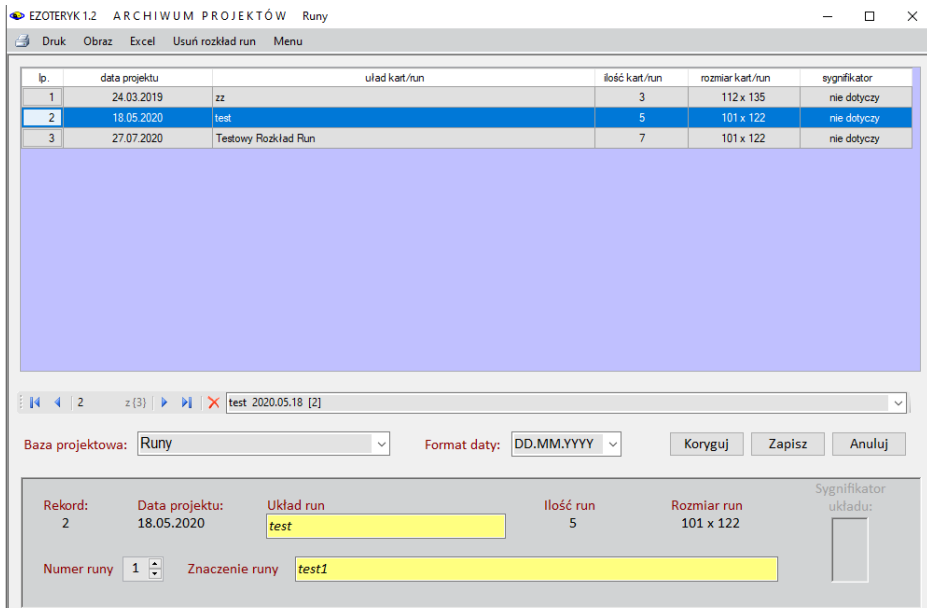 EZOTERYK 1.2 ARCHIWUM PROJEKTÓW Runy
Druk Obraz Excel Usuń rozkład run Menu
lp. data projektu uład kart/run ilość kart/run rozmiar kart/run sygnifikator
1 24.03.2019 zz 3 112 x 135 nie dotyczy
2 18.05.2020 test 5 101 x 122 nie dotyczy
3 27.07.2020 Testowy Rozkład Run 7 101 x 122 nie dotyczy
2 z {3} test 2020.05.18 [2]
Baza projektowa: Runy Format daty: DD.MM.YYYY Koryguj Zapisz Anuluj
Sygnifikator
Rekord: Data projektu: Układ run Ilość run Rozmiar run układu:
2 18.05.2020 test 5 101 x 122
Numer runy 1 Znaczenie runy test1